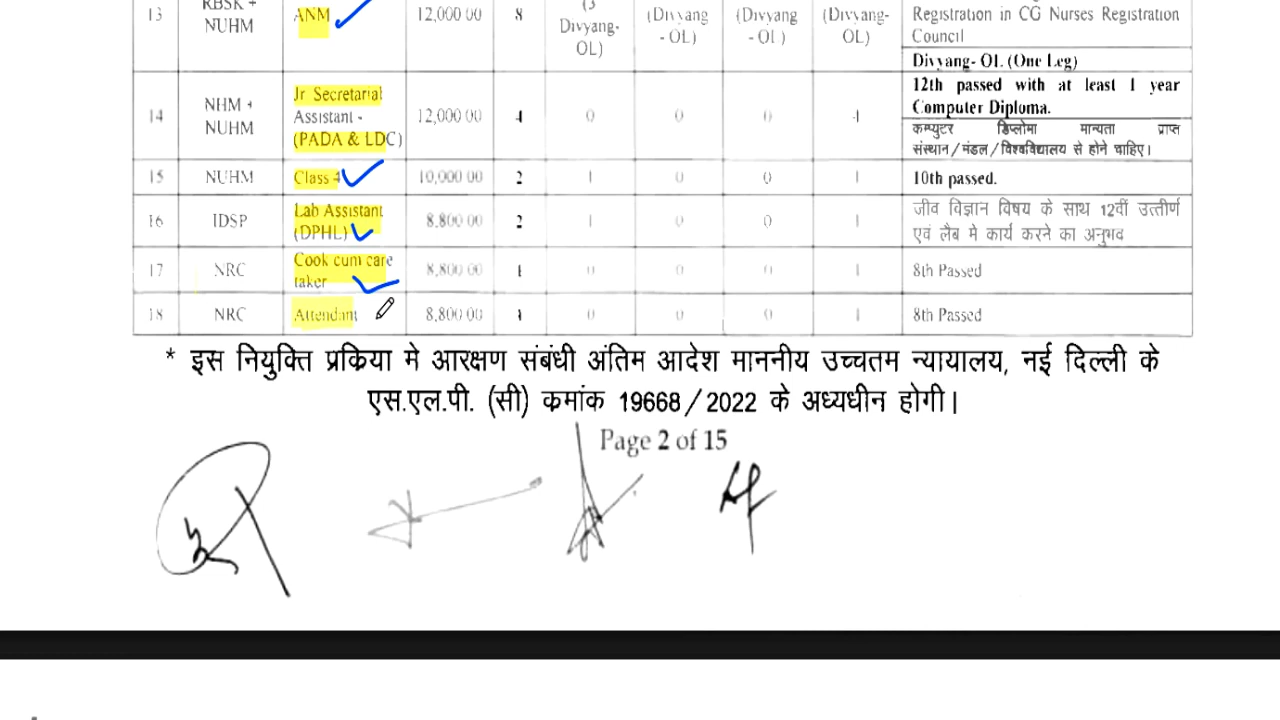 13 RBSK + NUHM ANM 12,000.00 8 (3 Divyang- OL) (Divyang - OL) (Divyang - OL) (Divyang- OL) Registration in CG Nurses Registration Council
Divyang- OL (One Leg)
14 NHM + NUHM Jr Secretarial Assistant - (PADA & LDC) 12,000.00 4 0 0 0 4 12th passed with at least 1 year Computer Diploma.
कम्प्युटर डिप्लोमा मान्यता प्राप्त
संस्थान/मंडल/विश्वविद्यालय से होने चाहिए।
15 NUHM Class 4 10,000.00 2 1 0 0 1 10th passed.
16 IDSP Lab Assistant (DPHL) 8,800.00 2 1 0 0 1 जीव विज्ञान विषय के साथ 12वीं उत्तीर्ण एवं लैब मे कार्य करने का अनुभव
17 NRC Cook cum care taker 8,800.00 1 0 0 0 1 8th Passed
18 NRC Attendant 8,800.00 1 0 0 0 1 8th Passed
* इस नियुक्ति प्रक्रिया मे आरक्षण संबंधी अंतिम आदेश माननीय उच्चतम न्यायालय, नई दिल्ली के
एस.एल.पी. (सी) कमांक 19668/2022 के अध्यधीन होगी।
Page 2 of 15